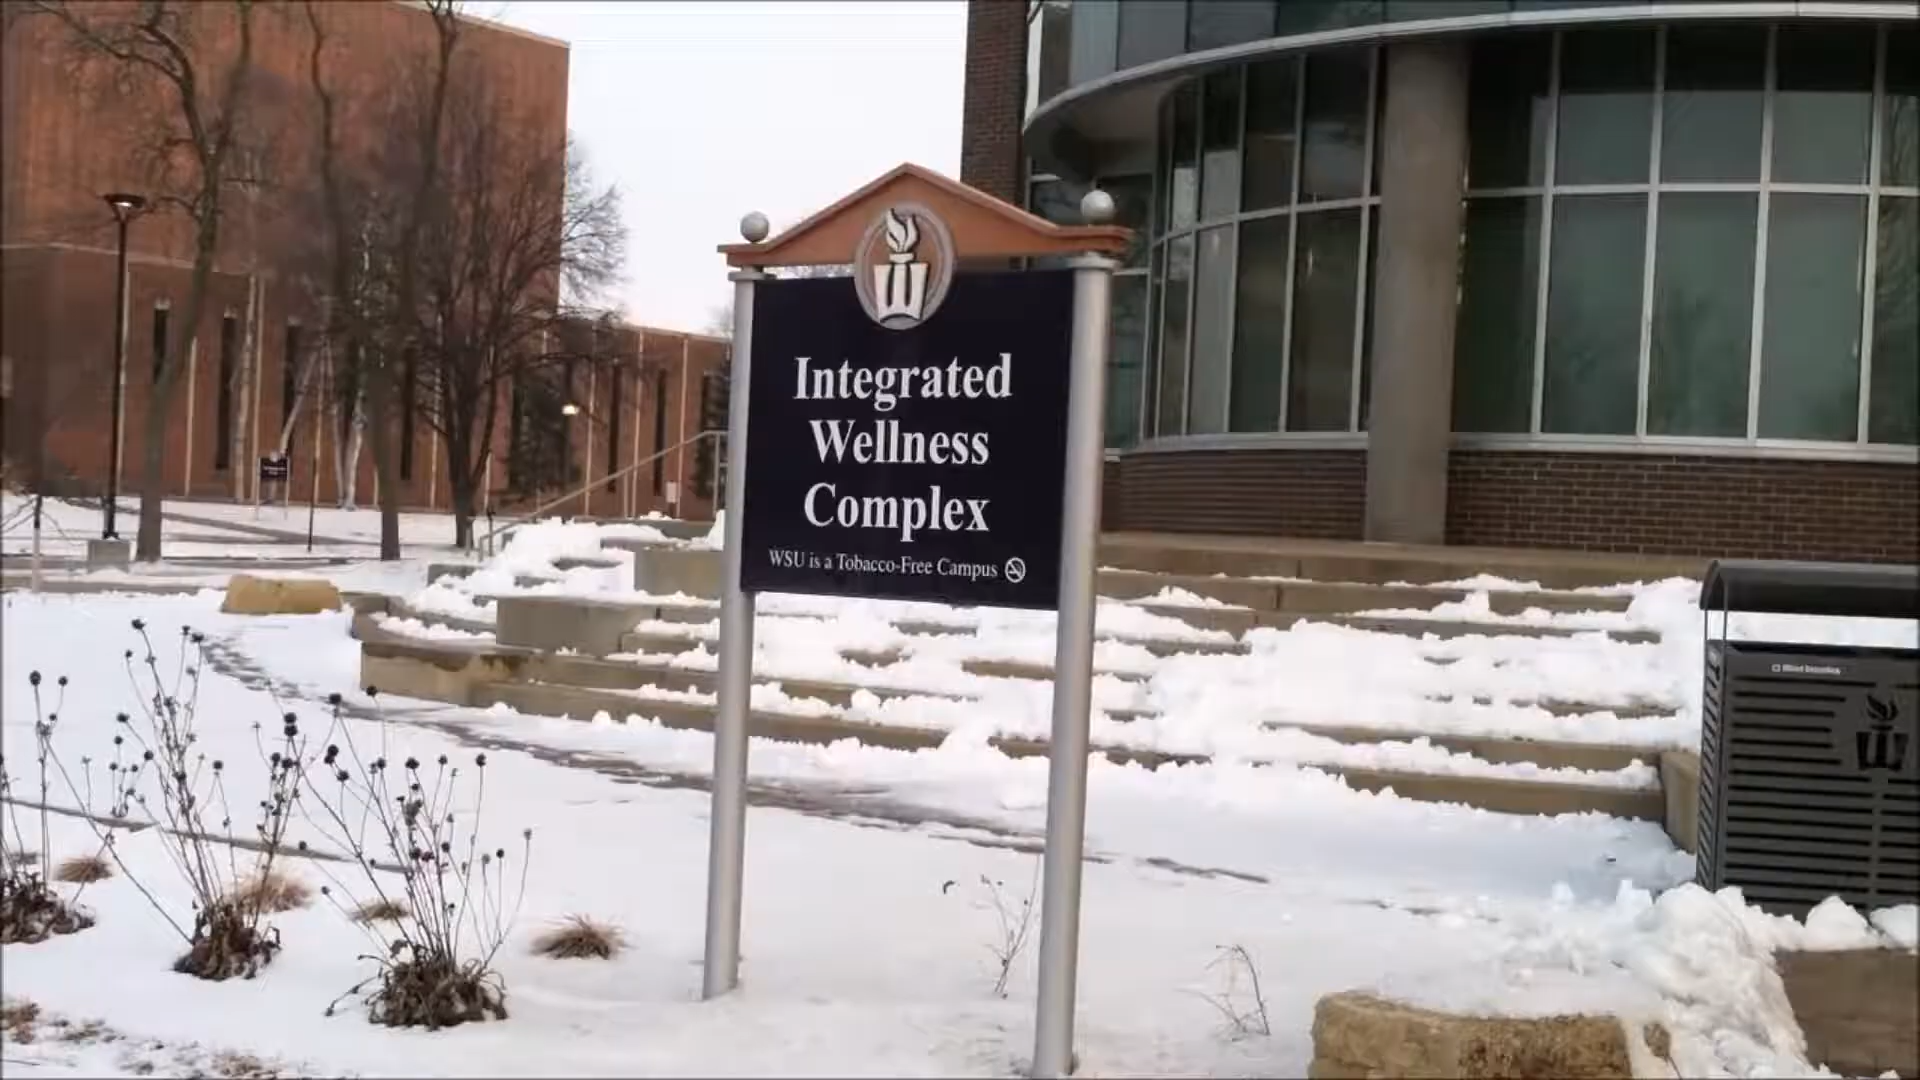 Integrated
Wellness
Complex
WSU is a Tobacco-Free Campus